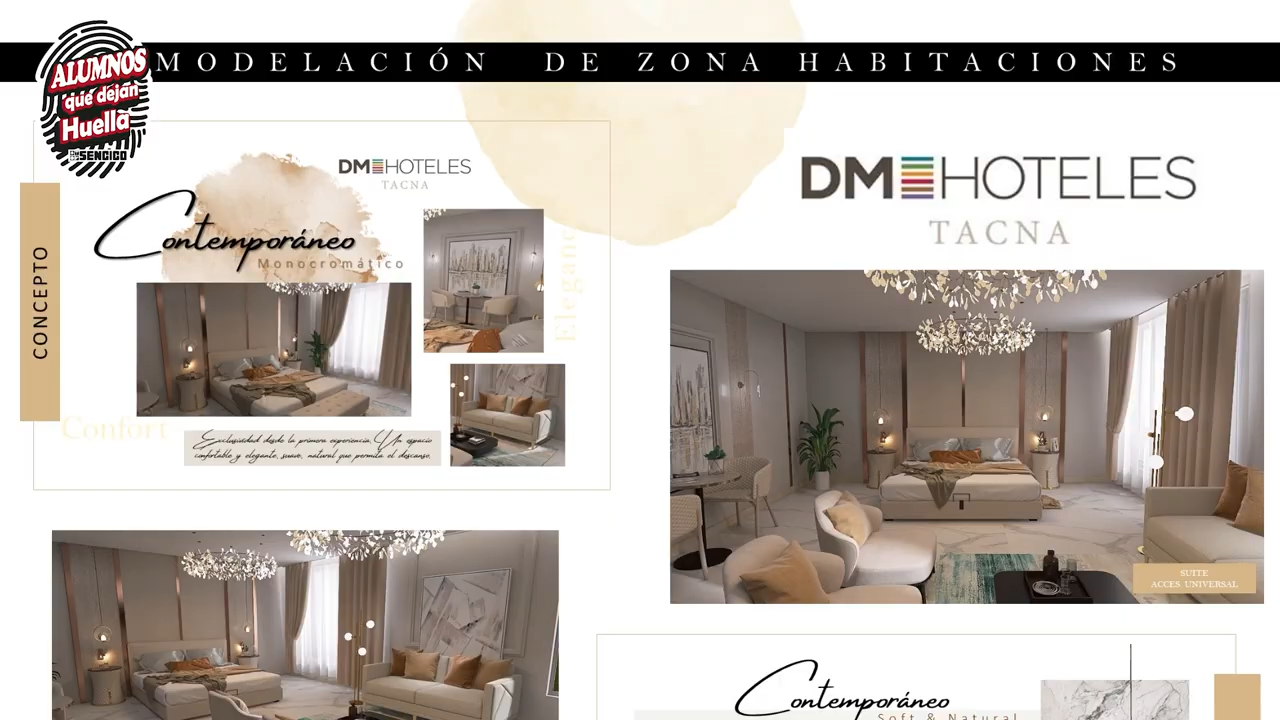 MODELACIÓN DE ZONA HABITACIONES
ALUMNOS
que dejan
Huella
SENCICO
DM HOTELES
TACNA
Contemporáneo
Monocromático
CONCEPTO
Eleganc
Confort
Exclusividad desde la primera experiencia, Un espacio
confortable y elegante, suave, natural que permita el descanso.
DM HOTELES
TACNA
SUITE
ACCES UNIVERSAL
Contemporáneo
Soft & Natural